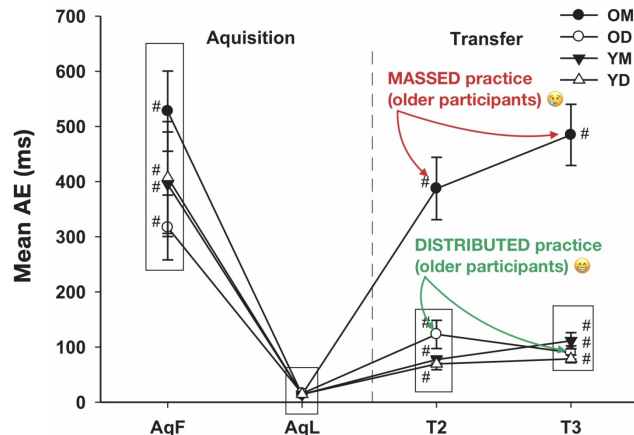 700
600
500
400
300
200
100
0
Mean AE (ms)
Aquisition
Transfer
OM
OD
YM
YD
MASSED practice
(older participants) 😢
DISTRIBUTED practice
(older participants) 😁
#
#
#
#
#
#
#
#
#
#
#
#
AqF
AqL
T2
T3